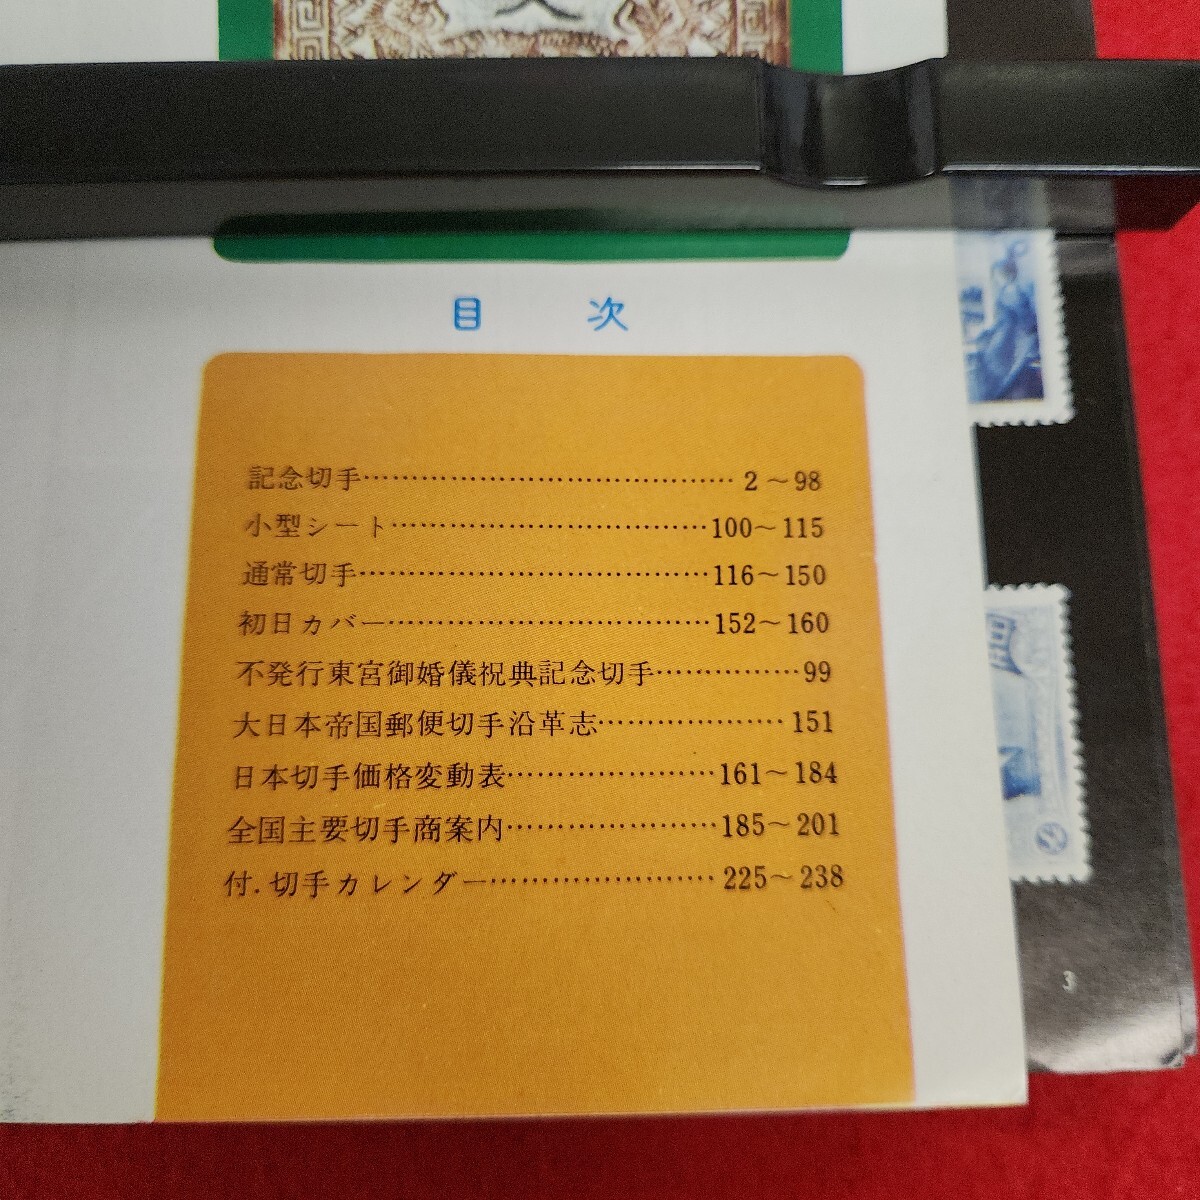 目 次
記念切手…………………………………… 2～98
小型シート………………………………100～115
通常切手…………………………………116～150
初日カバー………………………………152～160
不発行東宮御婚儀祝典記念切手……………99
大日本帝国郵便切手沿革志……………… 151
日本切手価格変動表…………………161～184
全国主要切手商案内…………………185～201
付.切手カレンダー…………………… 225～238
3